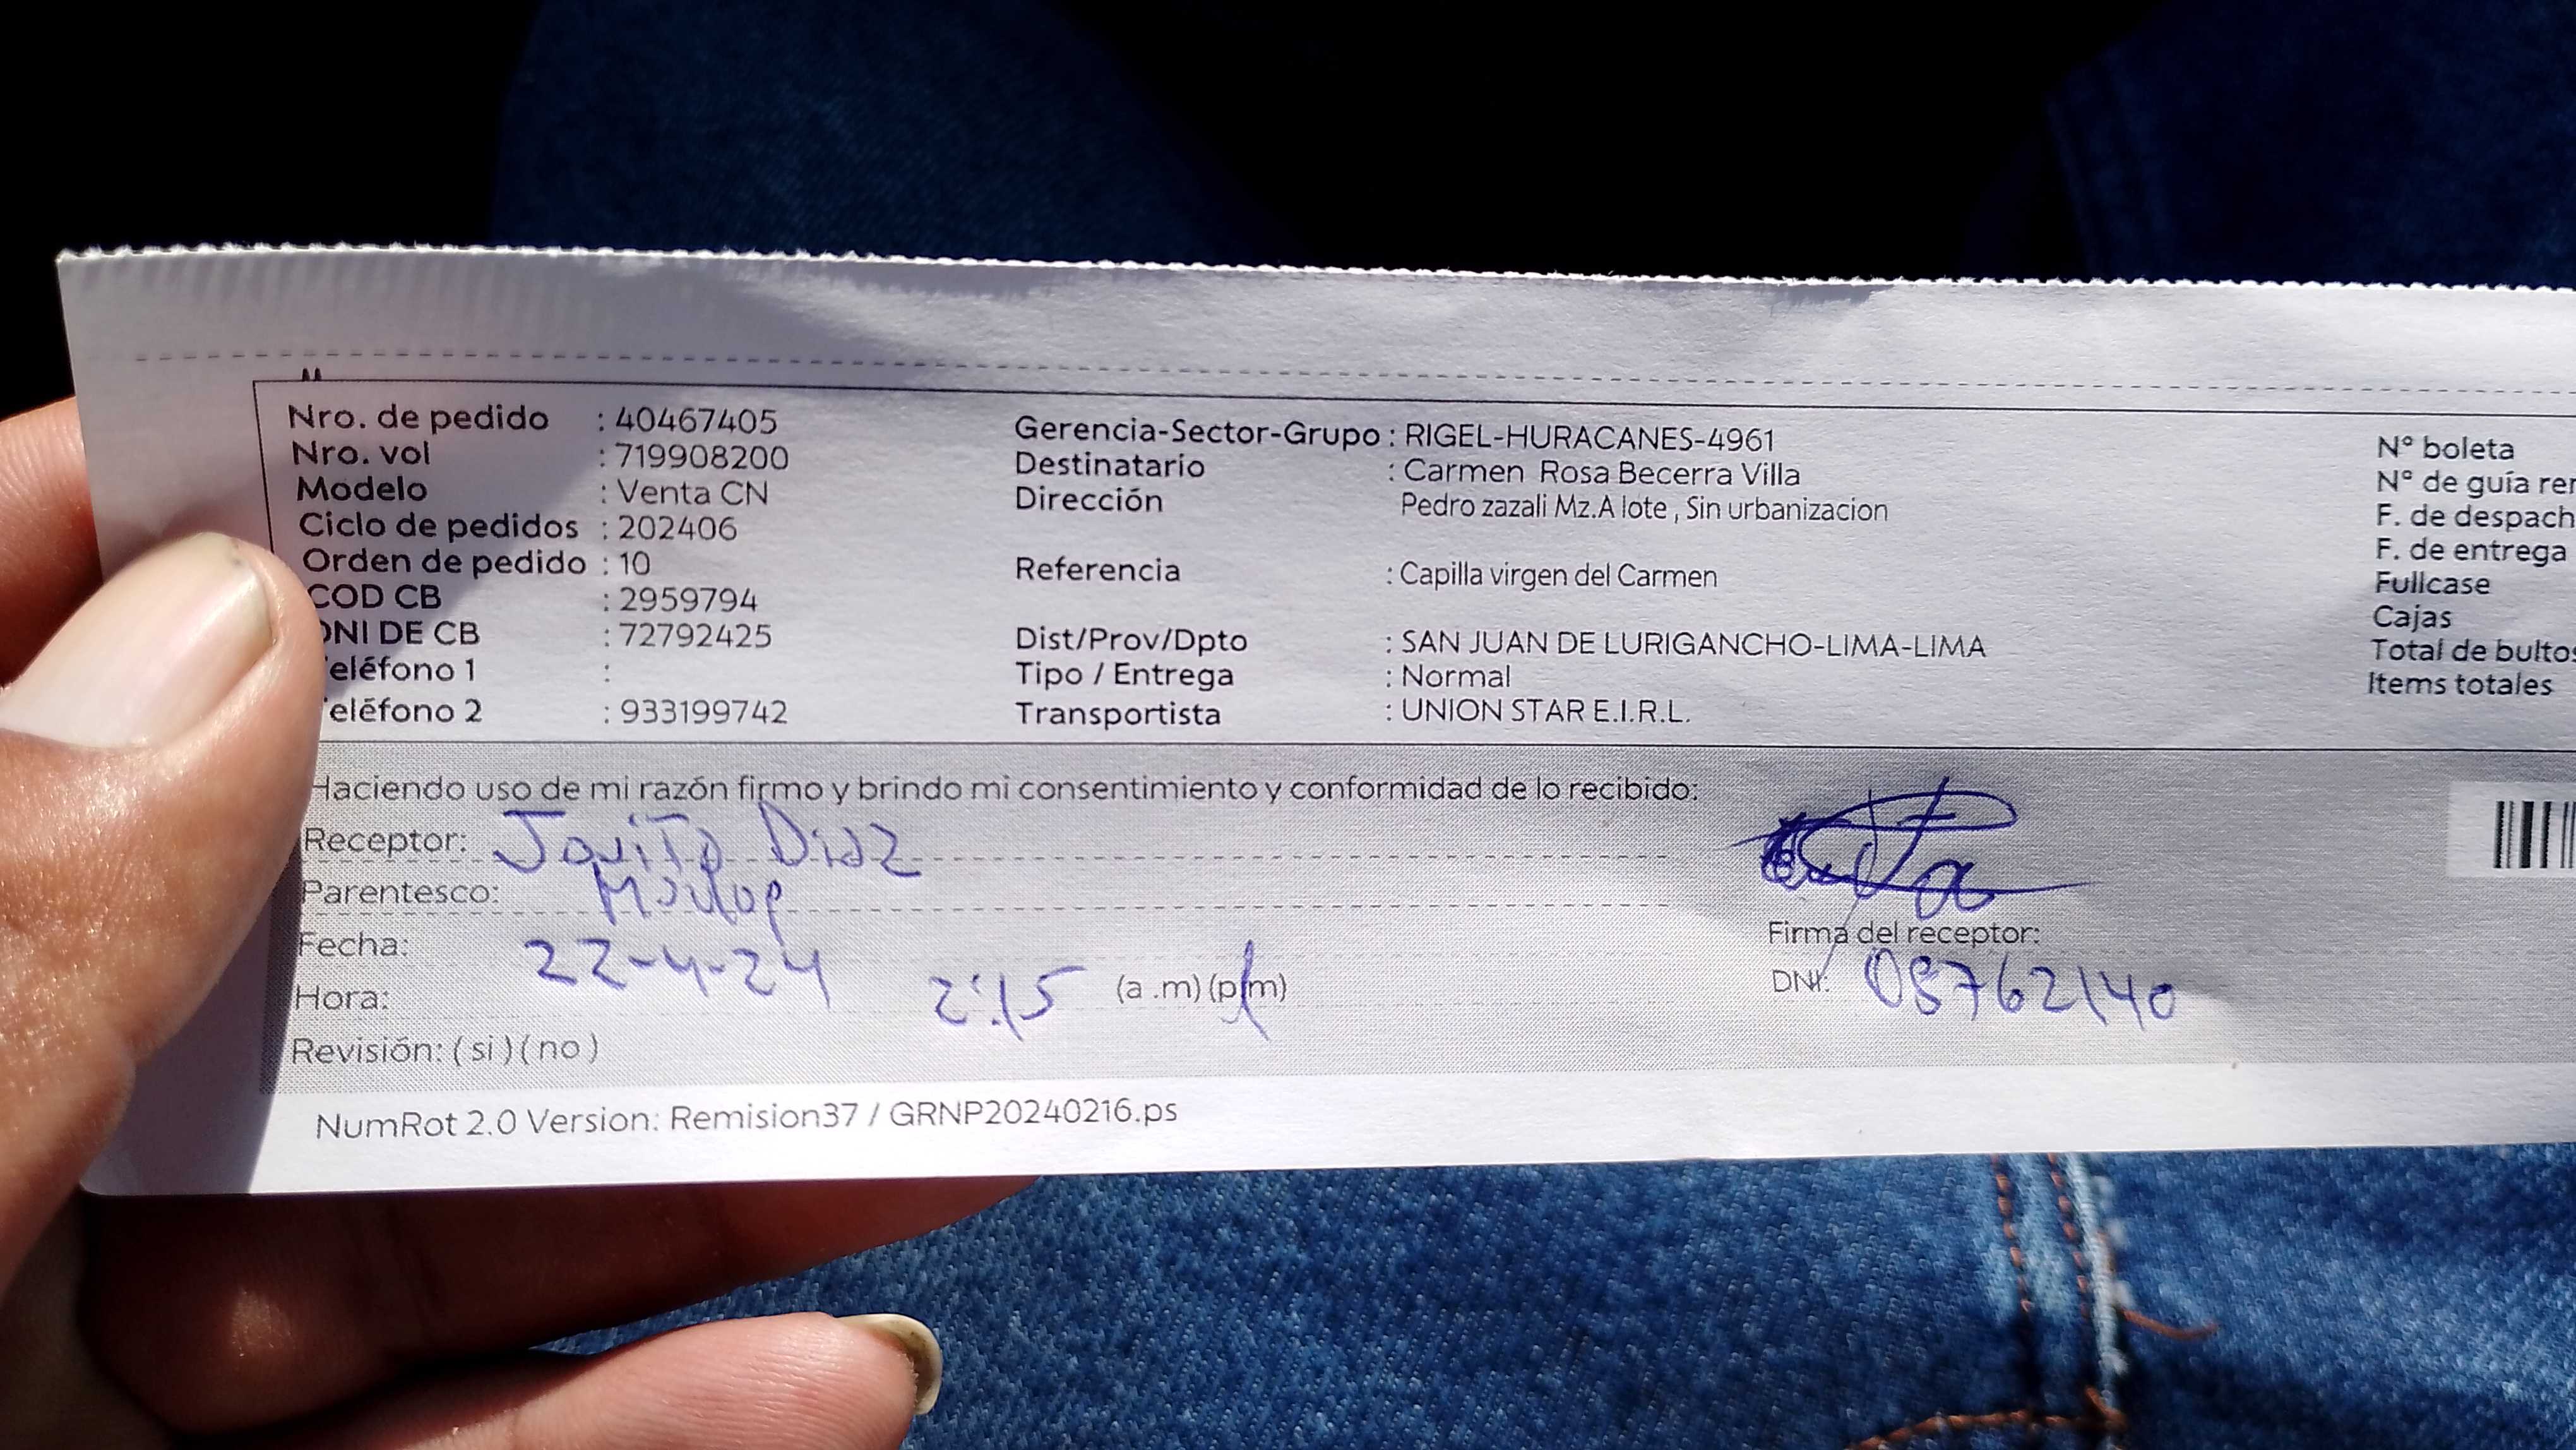 Nro. de pedido : 40467405
Nro. vol : 719908200
Modelo : Venta CN
Ciclo de pedidos : 202406
Orden de pedido : 10
COD CB : 2959794
DNI DE CB : 72792425
eléfono 1 :
eléfono 2 : 933199742
Gerencia-Sector-Grupo : RIGEL-HURACANES-4961
Destinatario : Carmen Rosa Becerra Villa
Dirección Pedro zazali Mz.A lote , Sin urbanizacion
Referencia : Capilla virgen del Carmen
Dist/Prov/Dpto : SAN JUAN DE LURIGANCHO-LIMA-LIMA
Tipo / Entrega : Normal
Transportista : UNION STAR E.I.R.L.
N° boleta
N° de guía rer
F. de despach
F. de entrega
Fullcase
Cajas
Total de bultos
Items totales
Haciendo uso de mi razón firmo y brindo mi consentimiento y conformidad de lo recibido:
Receptor: Diaz
Parentesco:
Fecha: 22-4-24
Hora: 2:15 (a .m) (p.m)
Revisión: ( si ) ( no )
Firma del receptor:
DNI: 08762140
NumRot 2.0 Version: Remision37 / GRNP20240216.ps